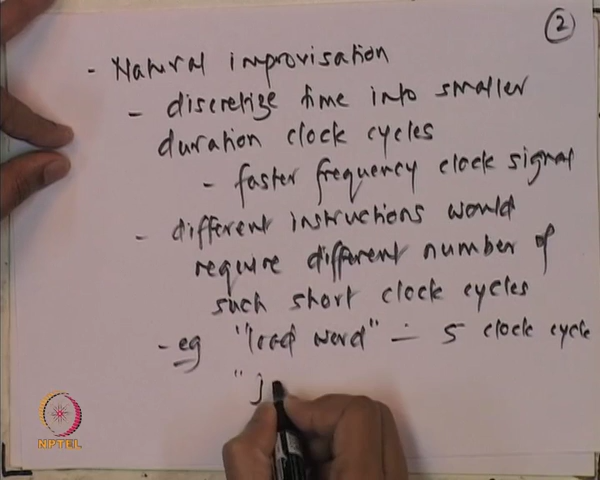 2
- Natural improvisation
- discretize time into smaller
duration clock cycles
- faster frequency clock signal
- different instructions would
require different number of
such short clock cycles
- eg "load word" - 5 clock cycle
" j
NPTEL